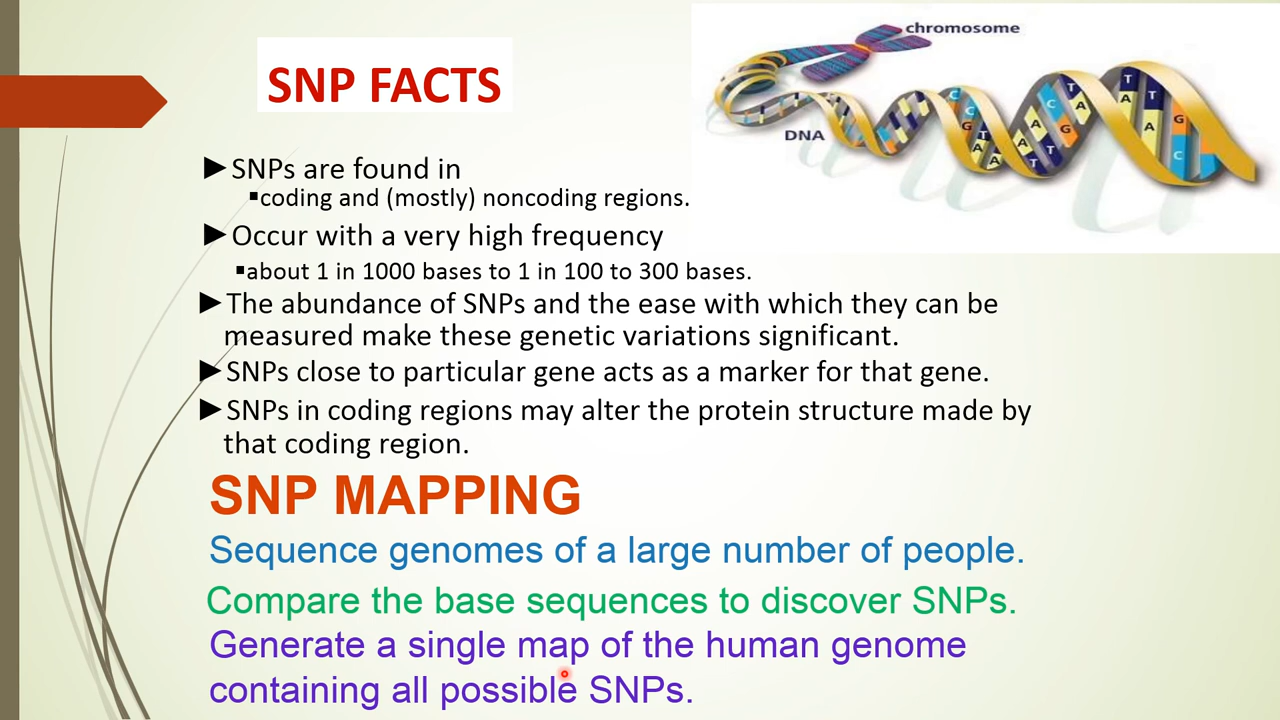 SNP FACTS
chromosome
DNA
C
C
G
T
A
A
A
A
T
T
C
G
T
A
T
A
T
A
G
C
►SNPs are found in
▪coding and (mostly) noncoding regions.
►Occur with a very high frequency
▪about 1 in 1000 bases to 1 in 100 to 300 bases.
►The abundance of SNPs and the ease with which they can be
measured make these genetic variations significant.
►SNPs close to particular gene acts as a marker for that gene.
►SNPs in coding regions may alter the protein structure made by
that coding region.
SNP MAPPING
Sequence genomes of a large number of people.
Compare the base sequences to discover SNPs.
Generate a single map of the human genome
containing all possible SNPs.